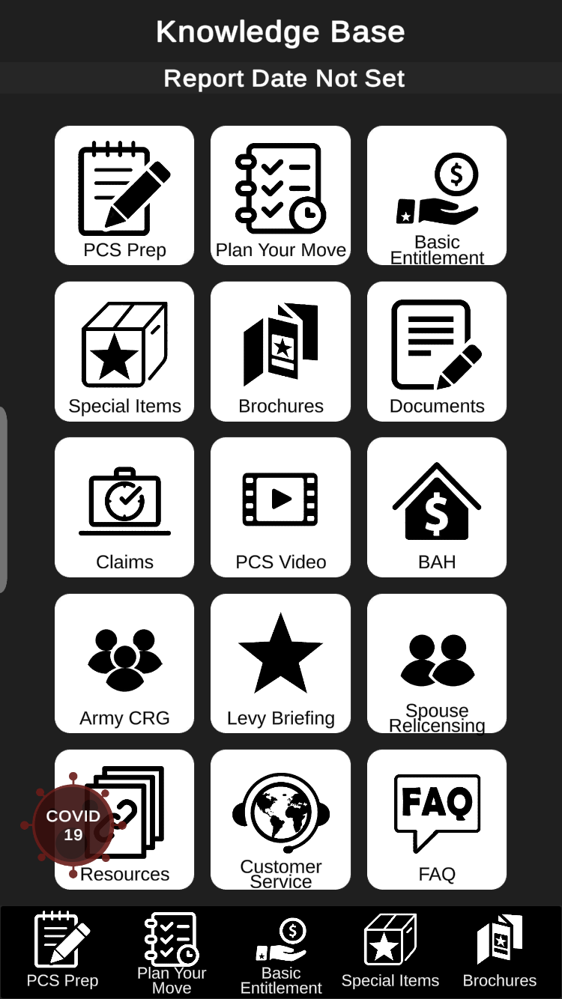 Knowledge Base
Report Date Not Set
PCS Prep
Plan Your Move
$
Basic
Entitlement
Special Items
Brochures
Documents
Claims
PCS Video
$
BAH
Army CRG
Levy Briefing
Spouse
Relicensing
COVID
19
Resources
Customer
Service
FAQ
FAQ
PCS Prep
Plan Your
Move
$
Basic
Entitlement
Special Items
Brochures